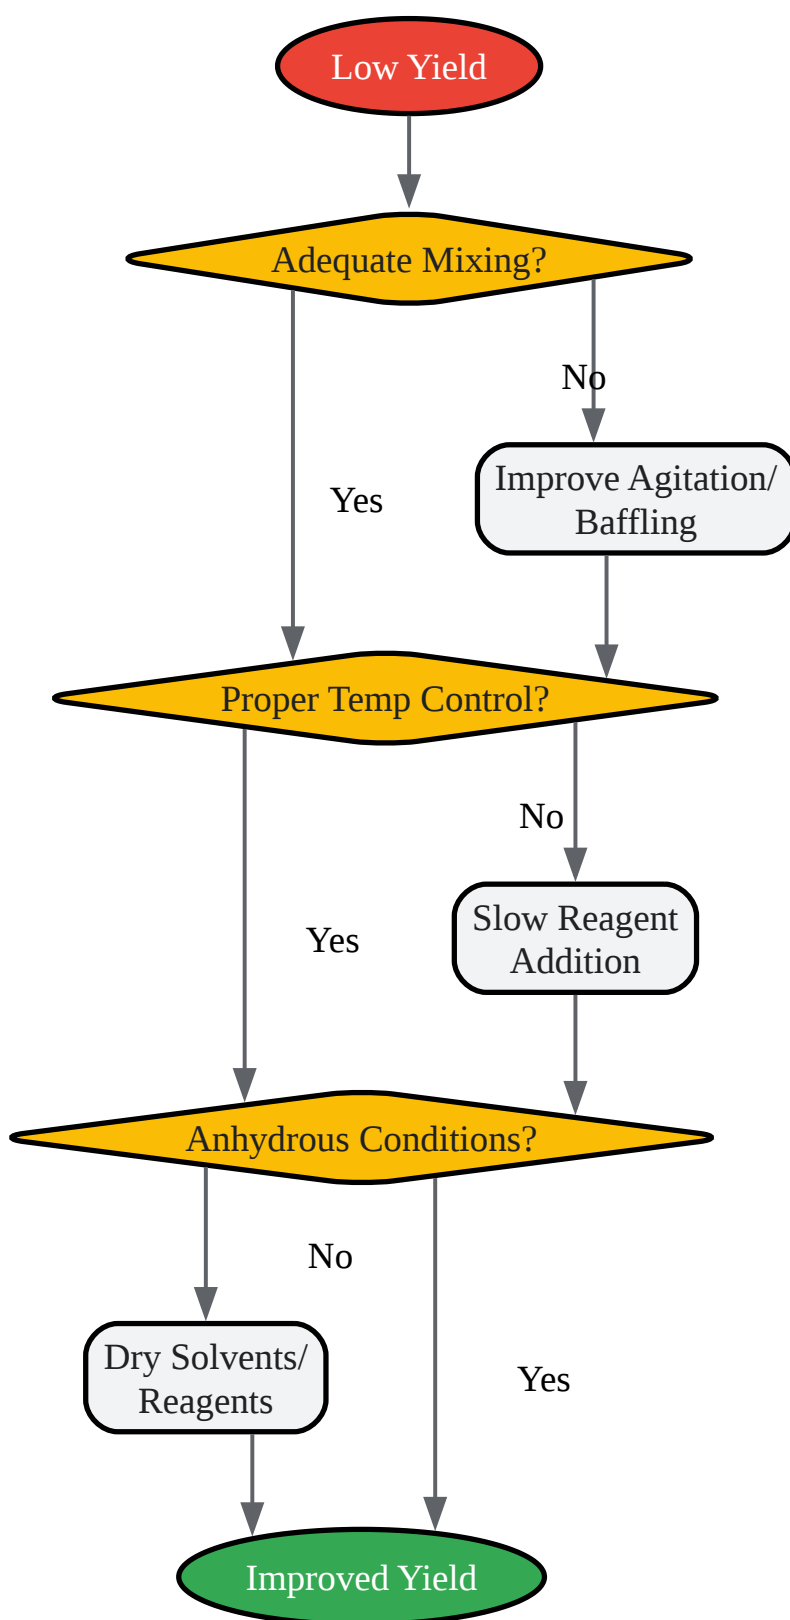 Low Yield
Adequate Mixing?
No
Improve Agitation/
Baffling
Yes
Proper Temp Control?
No
Slow Reagent
Addition
Yes
Anhydrous Conditions?
No
Dry Solvents/
Reagents
Yes
Improved Yield